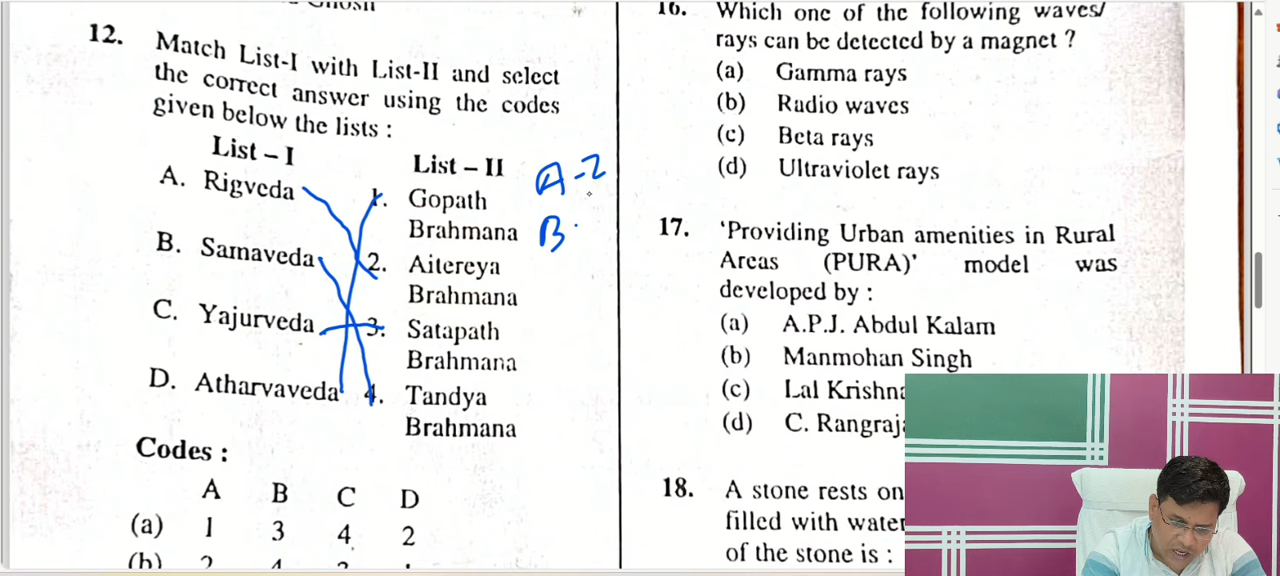 12. Match List-I with List-II and select
the correct answer using the codes
given below the lists :
List – I
List – II
A. Rigveda
1. Gopath
Brahmana
B. Samaveda
2. Aitereya
Brahmana
C. Yajurveda
3. Satapath
Brahmana
D. Atharvaveda
4. Tandya
Brahmana
A-2
B-
Codes :
A B C D
(a) 1 3 4 2
(b) 2 4 3
16. Which one of the following waves/
rays can be detected by a magnet ?
(a) Gamma rays
(b) Radio waves
(c) Beta rays
(d) Ultraviolet rays
17. ‘Providing Urban amenities in Rural
Areas (PURA)’ model was
developed by :
(a) A.P.J. Abdul Kalam
(b) Manmohan Singh
(c) Lal Krishna
(d) C. Rangraj
18. A stone rests on
filled with water
of the stone is :